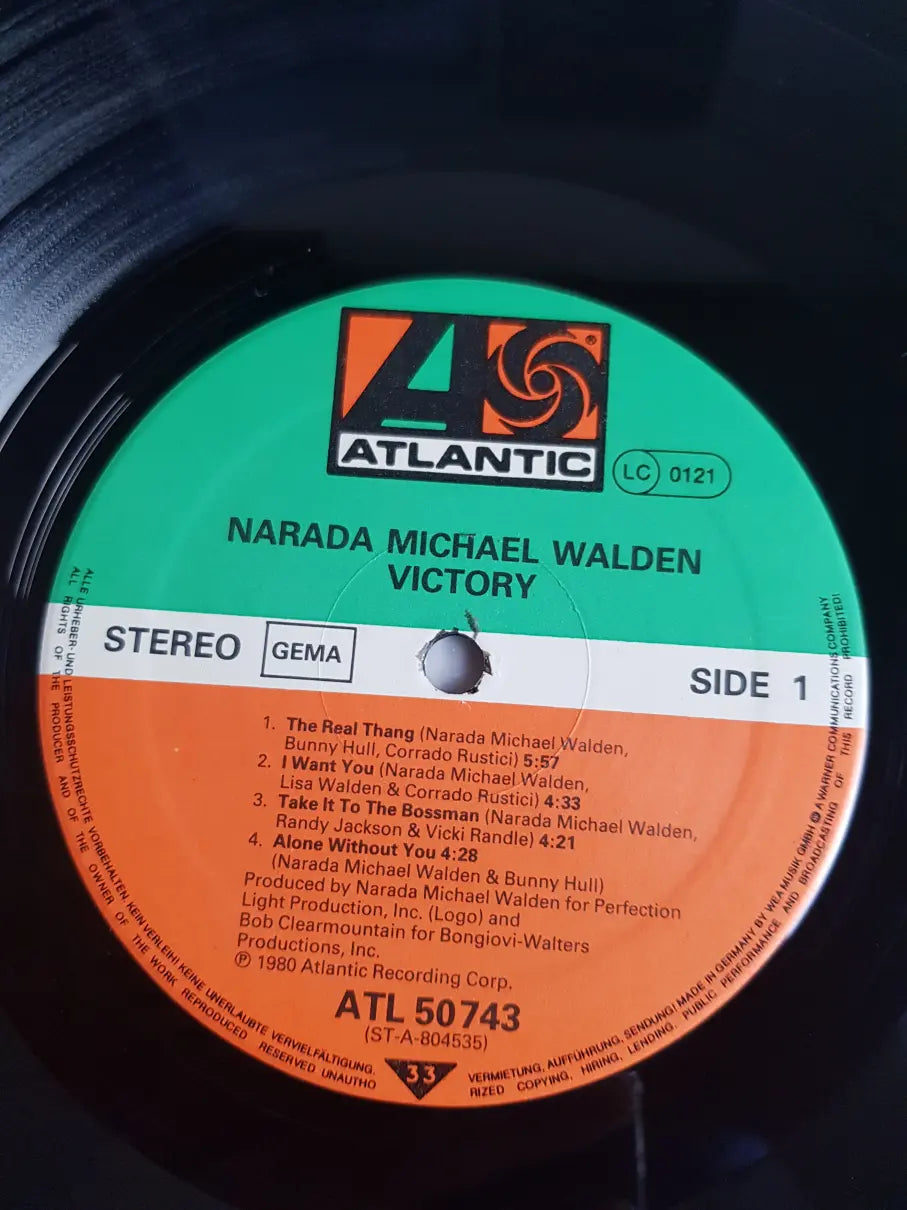 AS ®
ATLANTIC
LC 0121
NARADA MICHAEL WALDEN
VICTORY
STEREO GEMA SIDE 1
1. The Real Thang (Narada Michael Walden,
Bunny Hull, Corrado Rustici) 5:57
2. I Want You (Narada Michael Walden,
Lisa Walden & Corrado Rustici) 4:33
3. Take It To The Bossman (Narada Michael Walden,
Randy Jackson & Vicki Randle) 4:21
4. Alone Without You 4:28
(Narada Michael Walden & Bunny Hull)
Produced by Narada Michael Walden for Perfection
Light Production, Inc. (Logo) and
Bob Clearmountain for Bongiovi-Walters
Productions, Inc.
℗ 1980 Atlantic Recording Corp.
ATL 50743
(ST-A-804535)
33
ALLE URHEBER- UND LEISTUNGSSCHUTZRECHTE VORBEHALTEN. KEIN VERLEIH! KEINE UNERLAUBTE VERVIELFÄLTIGUNG,
VERMIETUNG, AUFFÜHRUNG, SENDUNG! MADE IN GERMANY BY WEA MUSIK GMBH A WARNER COMMUNICATIONS COMPANY
ALL RIGHTS OF THE PRODUCER AND OF THE OWNER OF THE WORK REPRODUCED RESERVED UNAUTHO
RIZED COPYING, HIRING, LENDING, PUBLIC PERFORMANCE AND BROADCASTING OF THIS RECORD PROHIBITED!